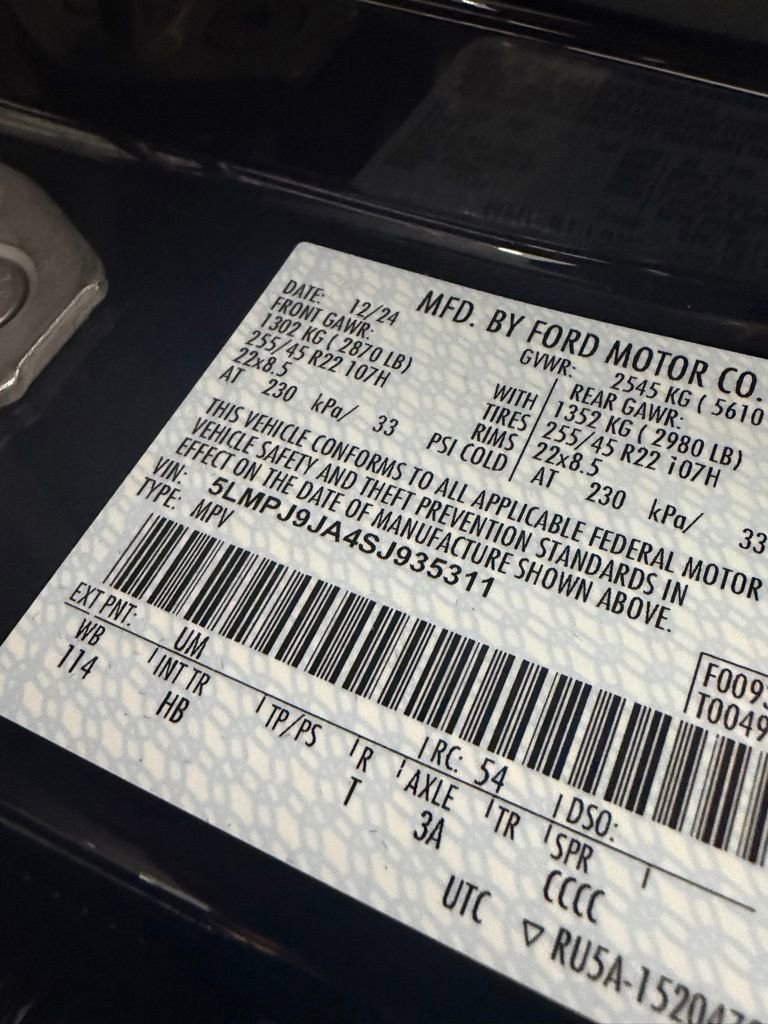 MFD. BY FORD MOTOR CO.
DATE: 12/24
GVWR: 2545 KG ( 5610
FRONT GAWR:
REAR GAWR:
1302 KG ( 2870 LB)
WITH
1352 KG ( 2980 LB)
255/45 R22 107H
TIRES
255/45 R22 107H
22x8.5
RIMS
22x8.5
AT 230 kPa/ 33
PSI COLD
AT 230 kPa/ 33
THIS VEHICLE CONFORMS TO ALL APPLICABLE FEDERAL MOTOR
VEHICLE SAFETY AND THEFT PREVENTION STANDARDS IN
EFFECT ON THE DATE OF MANUFACTURE SHOWN ABOVE.
VIN: 5LMPJ9JA4SJ935311
TYPE: MPV
F009
T0049
EXT PNT: UM
RC: 54
DSO:
WB
INT TR
TP/PS
R
AXLE
TR
SPR
114
HB
T
3A
CCCC
UTC
▽ RU5A-15204